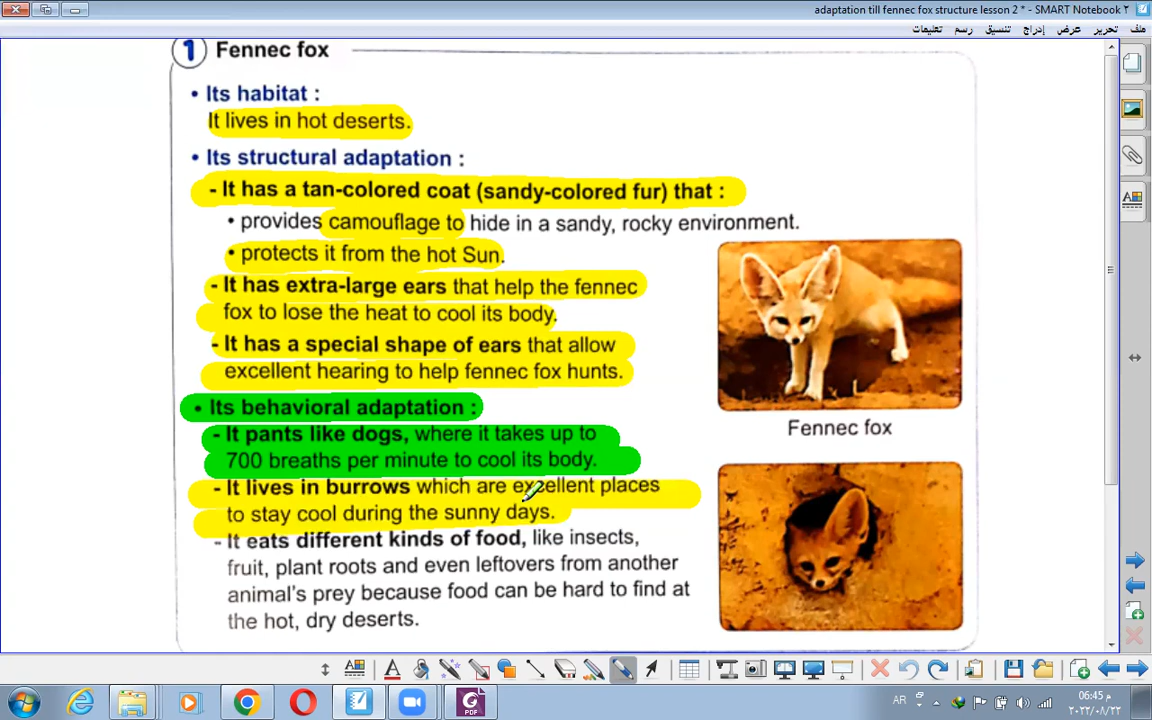 adaptation till fennec fox structure lesson 2 * - SMART Notebook ٢
ملف تحرير عرض إدراج تنسيق رسم تعليمات
1 Fennec fox
• Its habitat :
It lives in hot deserts.
• Its structural adaptation :
- It has a tan-colored coat (sandy-colored fur) that :
• provides camouflage to hide in a sandy, rocky environment.
• protects it from the hot Sun.
- It has extra-large ears that help the fennec
fox to lose the heat to cool its body.
- It has a special shape of ears that allow
excellent hearing to help fennec fox hunts.
• Its behavioral adaptation :
- It pants like dogs, where it takes up to
700 breaths per minute to cool its body.
- It lives in burrows which are excellent places
to stay cool during the sunny days.
- It eats different kinds of food, like insects,
fruit, plant roots and even leftovers from another
animal's prey because food can be hard to find at
the hot, dry deserts.
Fennec fox
PDF
AR
06:45 م
٢٠٢٢/٠٨/٢٣